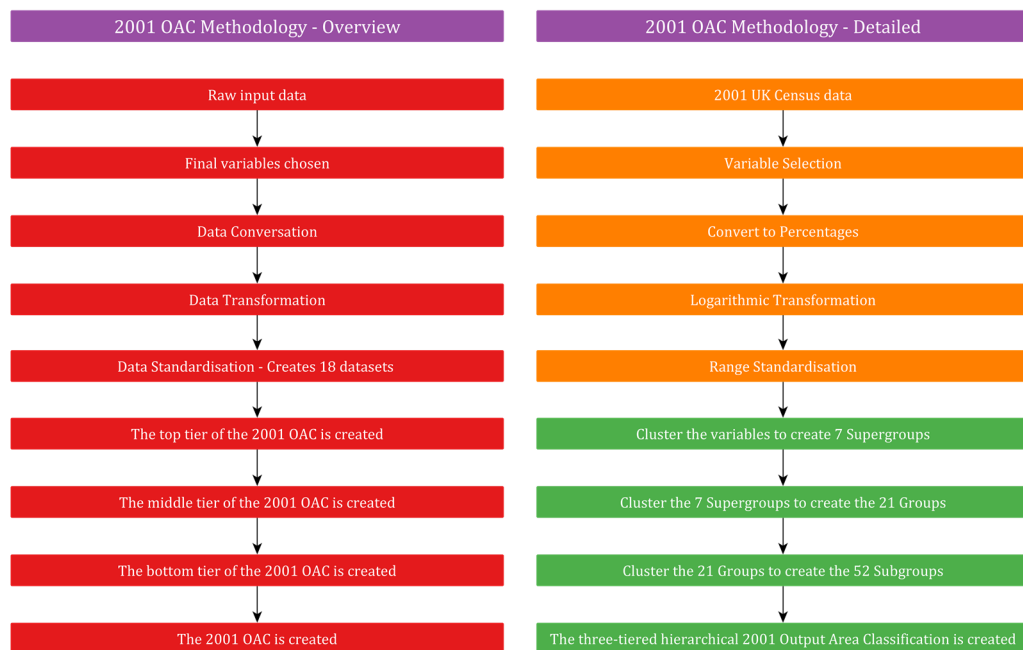 2001 OAC Methodology - Overview
Raw input data
Final variables chosen
Data Conversation
Data Transformation
Data Standardisation - Creates 18 datasets
The top tier of the 2001 OAC is created
The middle tier of the 2001 OAC is created
The bottom tier of the 2001 OAC is created
The 2001 OAC is created
2001 OAC Methodology - Detailed
2001 UK Census data
Variable Selection
Convert to Percentages
Logarithmic Transformation
Range Standardisation
Cluster the variables to create 7 Supergroups
Cluster the 7 Supergroups to create the 21 Groups
Cluster the 21 Groups to create the 52 Subgroups
The three-tiered hierarchical 2001 Output Area Classification is created